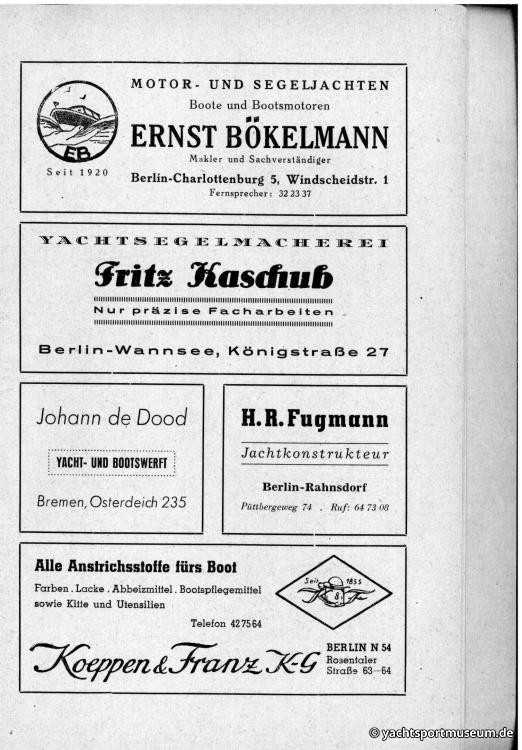 MOTOR- UND SEGELJACHTEN
Boote und Bootsmotoren
ERNST BÖKELMANN
Makler und Sachverständiger
Berlin-Charlottenburg 5, Windscheidstr. 1
Fernsprecher: 32 23 37
EB
Seit 1920
YACHTSEGELMACHEREI
Fritz Kaschub
Nur präzise Facharbeiten
Berlin-Wannsee, Königstraße 27
Johann de Dood
YACHT- UND BOOTSWERFT
Bremen, Osterdeich 235
H. R. Fugmann
Jachtkonstrukteur
Berlin-Rahnsdorf
Püttbergeweg 74 . Ruf: 64 73 08
Alle Anstrichsstoffe fürs Boot
Farben . Lacke . Abbeizmittel . Bootspflegemittel
sowie Kitte und Utensilien
Telefon 427564
Seit 1855
K & F
Koeppen & Franz K-G
BERLIN N 54
Rosentaler
Straße 63-64
© yachtsportmuseum.de